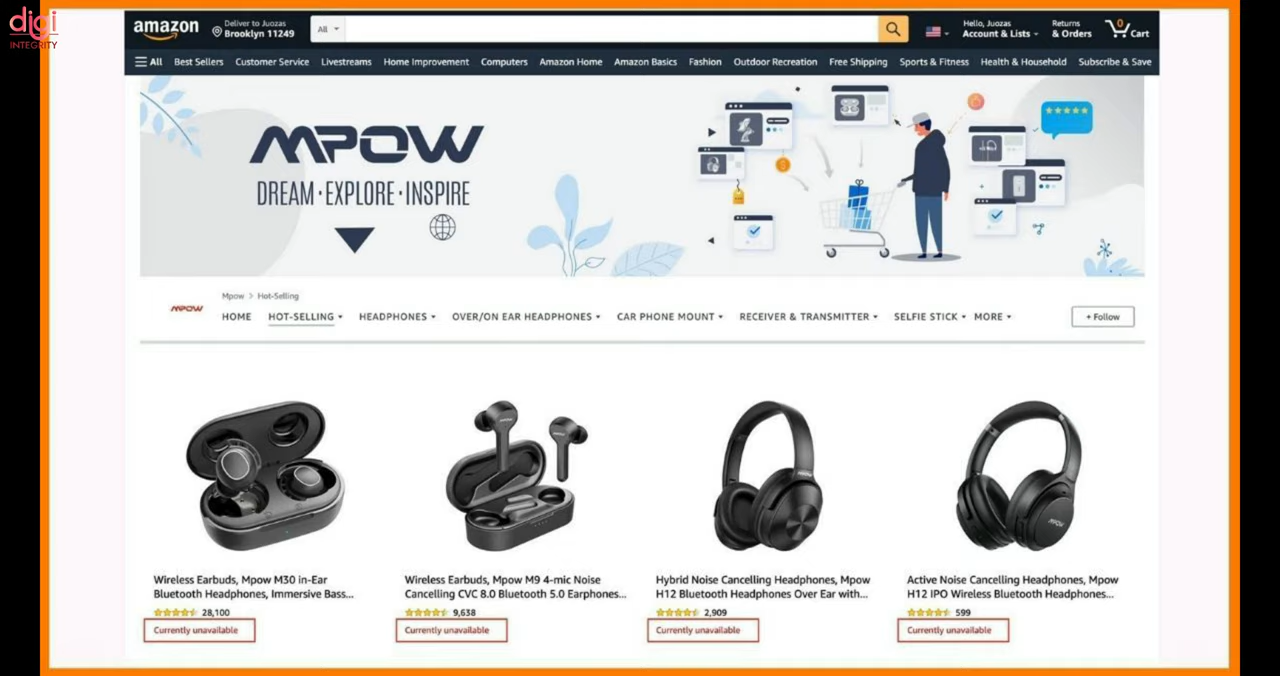 digi
INTEGRITY
amazon
Deliver to Juozas
Brooklyn 11249
All
Hello, Juozas
Account & Lists
Returns
& Orders
0
Cart
All
Best Sellers
Customer Service
Livestreams
Home Improvement
Computers
Amazon Home
Amazon Basics
Fashion
Outdoor Recreation
Free Shipping
Sports & Fitness
Health & Household
Subscribe & Save
MPOW
DREAM·EXPLORE·INSPIRE
Mpow > Hot-Selling
MPOW
HOME
HOT-SELLING
HEADPHONES
OVER/ON EAR HEADPHONES
CAR PHONE MOUNT
RECEIVER & TRANSMITTER
SELFIE STICK
MORE
+ Follow
Wireless Earbuds, Mpow M30 in-Ear
Bluetooth Headphones, Immersive Bass...
28,100
Currently unavailable
Wireless Earbuds, Mpow M9 4-mic Noise
Cancelling CVC 8.0 Bluetooth 5.0 Earphones...
9,638
Currently unavailable
Hybrid Noise Cancelling Headphones, Mpow
H12 Bluetooth Headphones Over Ear with...
2,909
Currently unavailable
MPOW
Active Noise Cancelling Headphones, Mpow
H12 IPO Wireless Bluetooth Headphones...
599
Currently unavailable